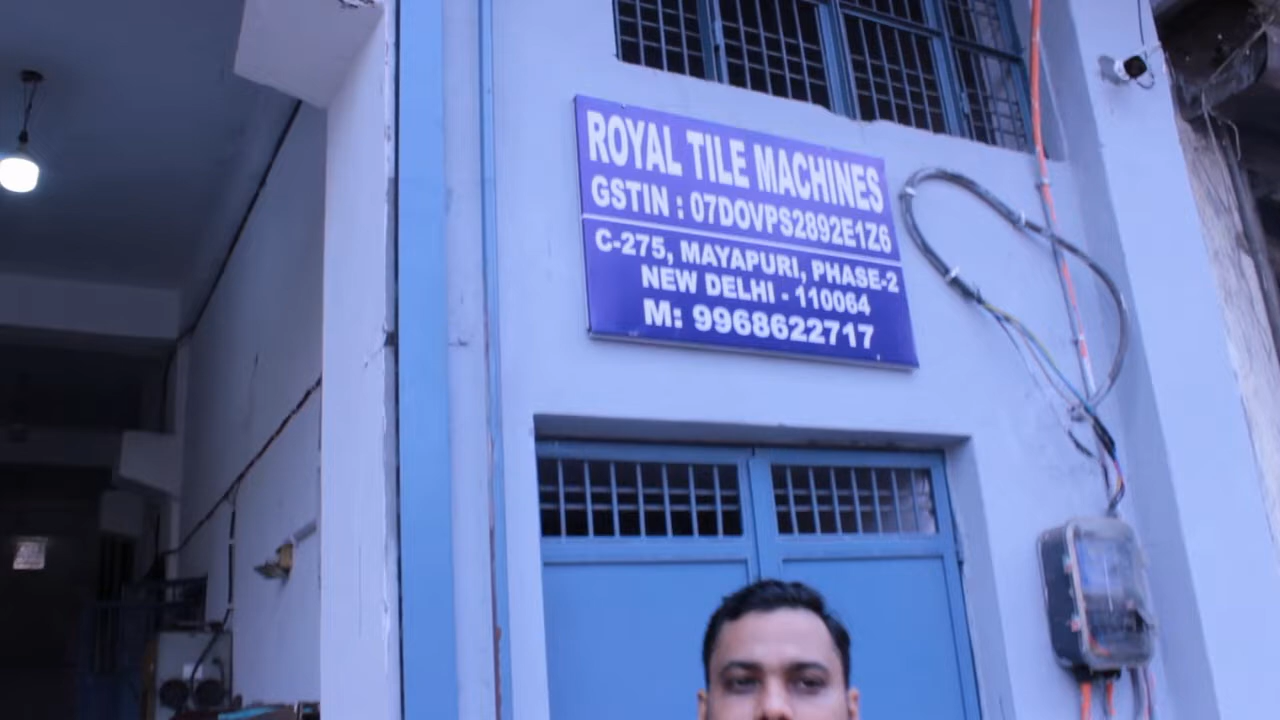 ROYAL TILE MACHINES
GSTIN : 07DOVPS2892E1Z6
C-275, MAYAPURI, PHASE-2
NEW DELHI - 110064
M: 9968622717